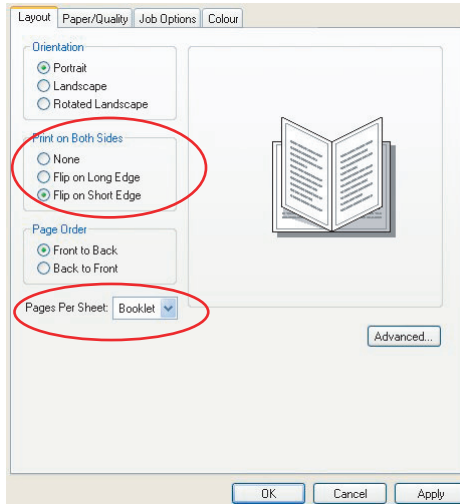 Layout Paper/Quality Job Options Colour
Orientation
Portrait
Landscape
Rotated Landscape
Print on Both Sides
None
Flip on Long Edge
Flip on Short Edge
Page Order
Front to Back
Back to Front
Pages Per Sheet: Booklet
Advanced...
OK Cancel Apply